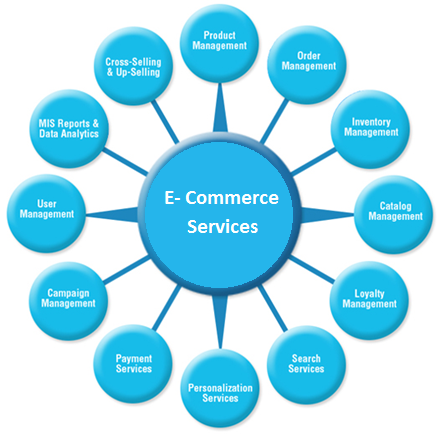 E- Commerce
Services
Product
Management
Order
Management
Inventory
Management
Catalog
Management
Loyalty
Management
Search
Services
Personalization
Services
Payment
Services
Campaign
Management
User
Management
MIS Reports &
Data Analytics
Cross-Selling
& Up-Selling